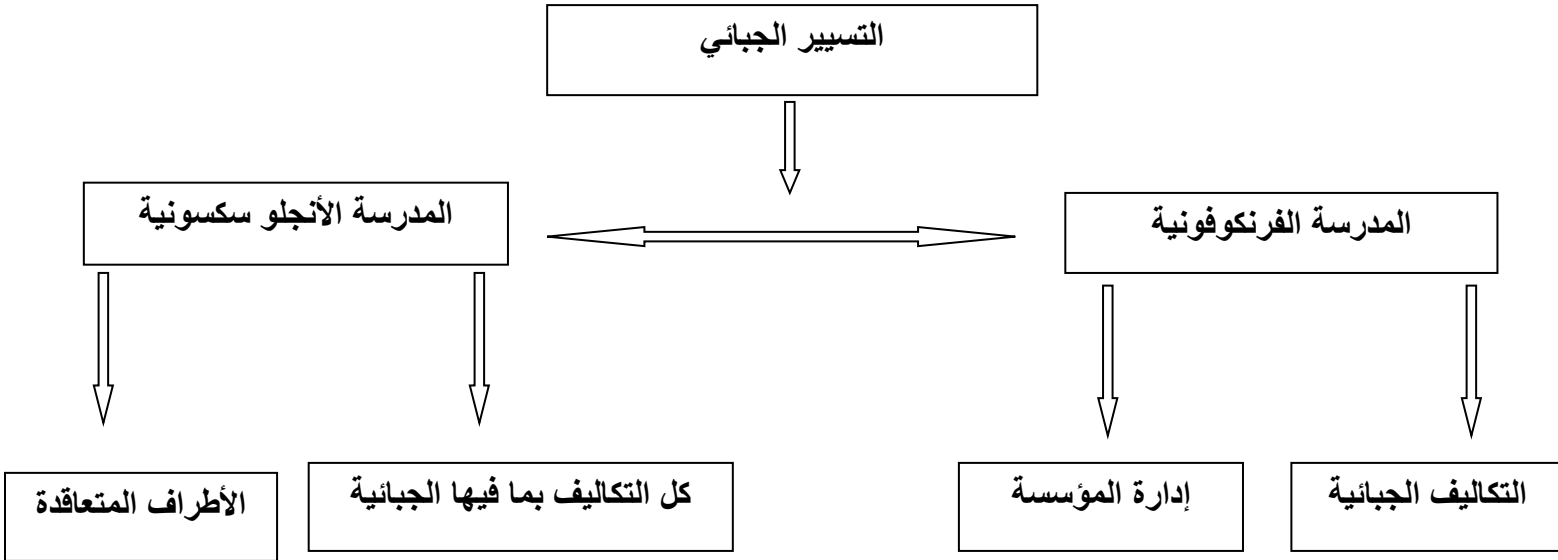 التسيير الجبائي
المدرسة الفرنكوفونية
المدرسة الأنجلو سكسونية
التكاليف الجبائية
إدارة المؤسسة
كل التكاليف بما فيها الجبائية
الأطراف المتعاقدة